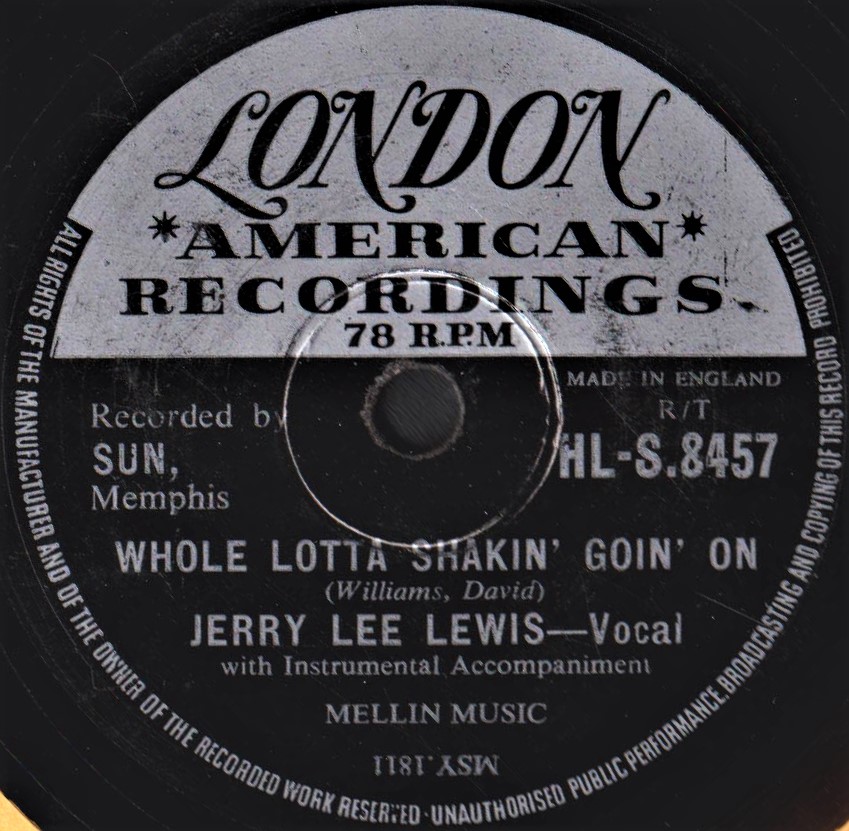 LONDON
*AMERICAN*
RECORDINGS
78 R.P.M
MADE IN ENGLAND
R/T
HL-S.8457
Recorded by
SUN,
Memphis
WHOLE LOTTA SHAKIN' GOIN' ON
(Williams, David)
JERRY LEE LEWIS—Vocal
with Instrumental Accompaniment
MELLIN MUSIC
MSY.1811
ALL RIGHTS OF THE MANUFACTURER AND OF THE OWNER OF THE RECORDED WORK RESERVED · UNAUTHORISED PUBLIC PERFORMANCE, BROADCASTING AND COPYING OF THIS RECORD PROHIBITED